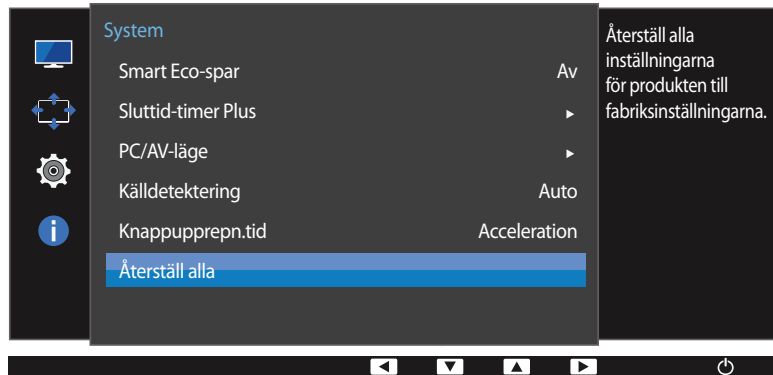 System
Smart Eco-spar Av
Sluttid-timer Plus
PC/AV-läge
Källdetektering Auto
Knappupprepn.tid Acceleration
Återställ alla
Återställ alla
inställningarna
för produkten till
fabriksinställningarna.